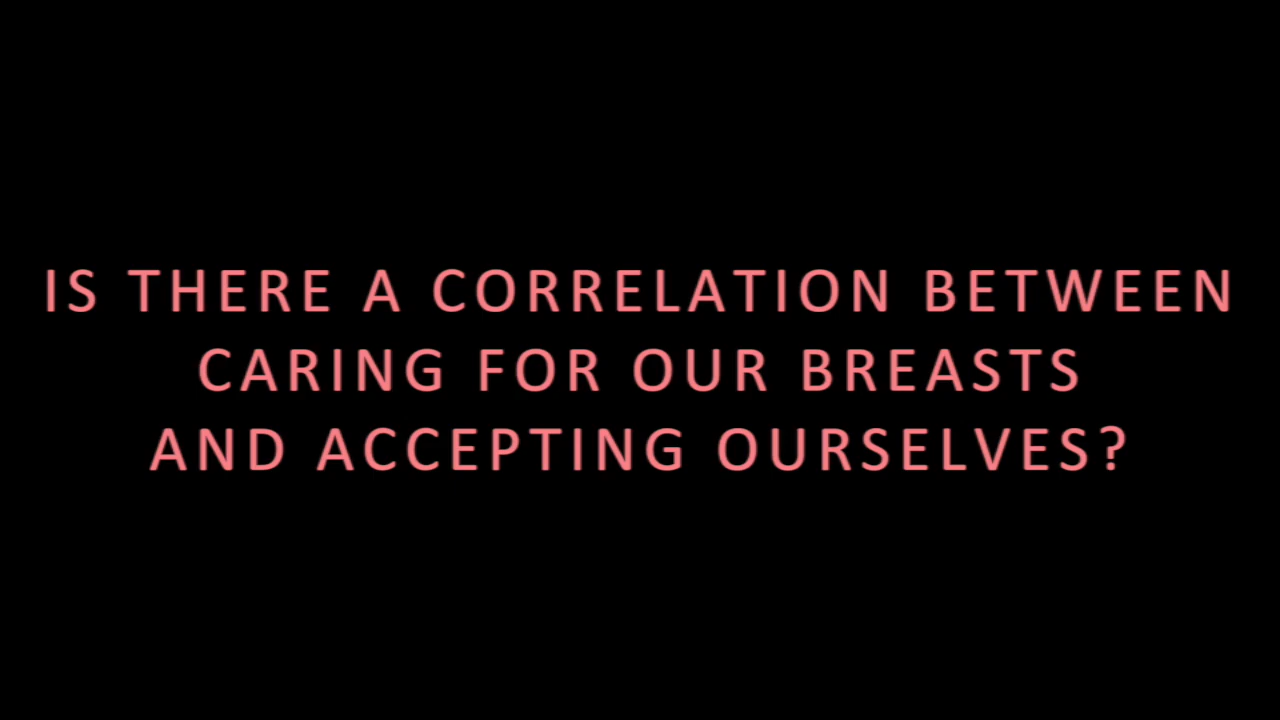 IS THERE A CORRELATION BETWEEN
CARING FOR OUR BREASTS
AND ACCEPTING OURSELVES?